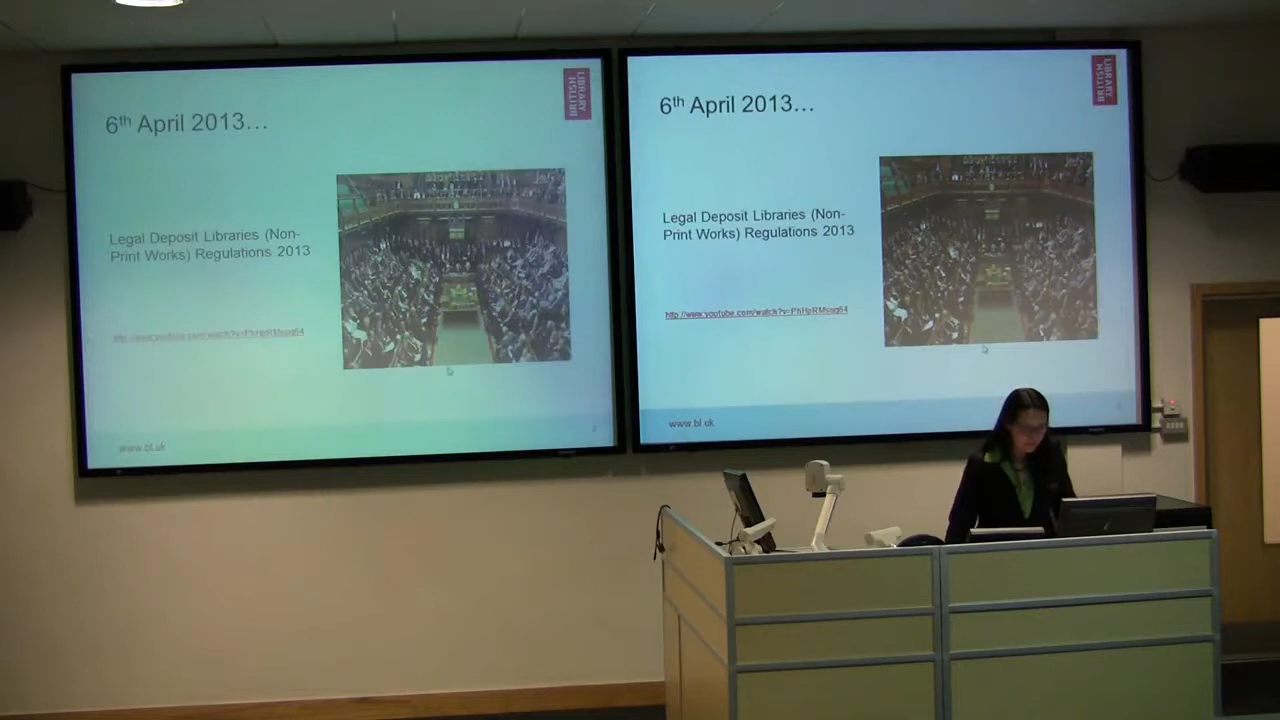 6th April 2013…
LIBRARY
BRITISH
Legal Deposit Libraries (Non-
Print Works) Regulations 2013
www.bl.uk
6th April 2013…
LIBRARY
BRITISH
Legal Deposit Libraries (Non-
Print Works) Regulations 2013
www.bl.uk